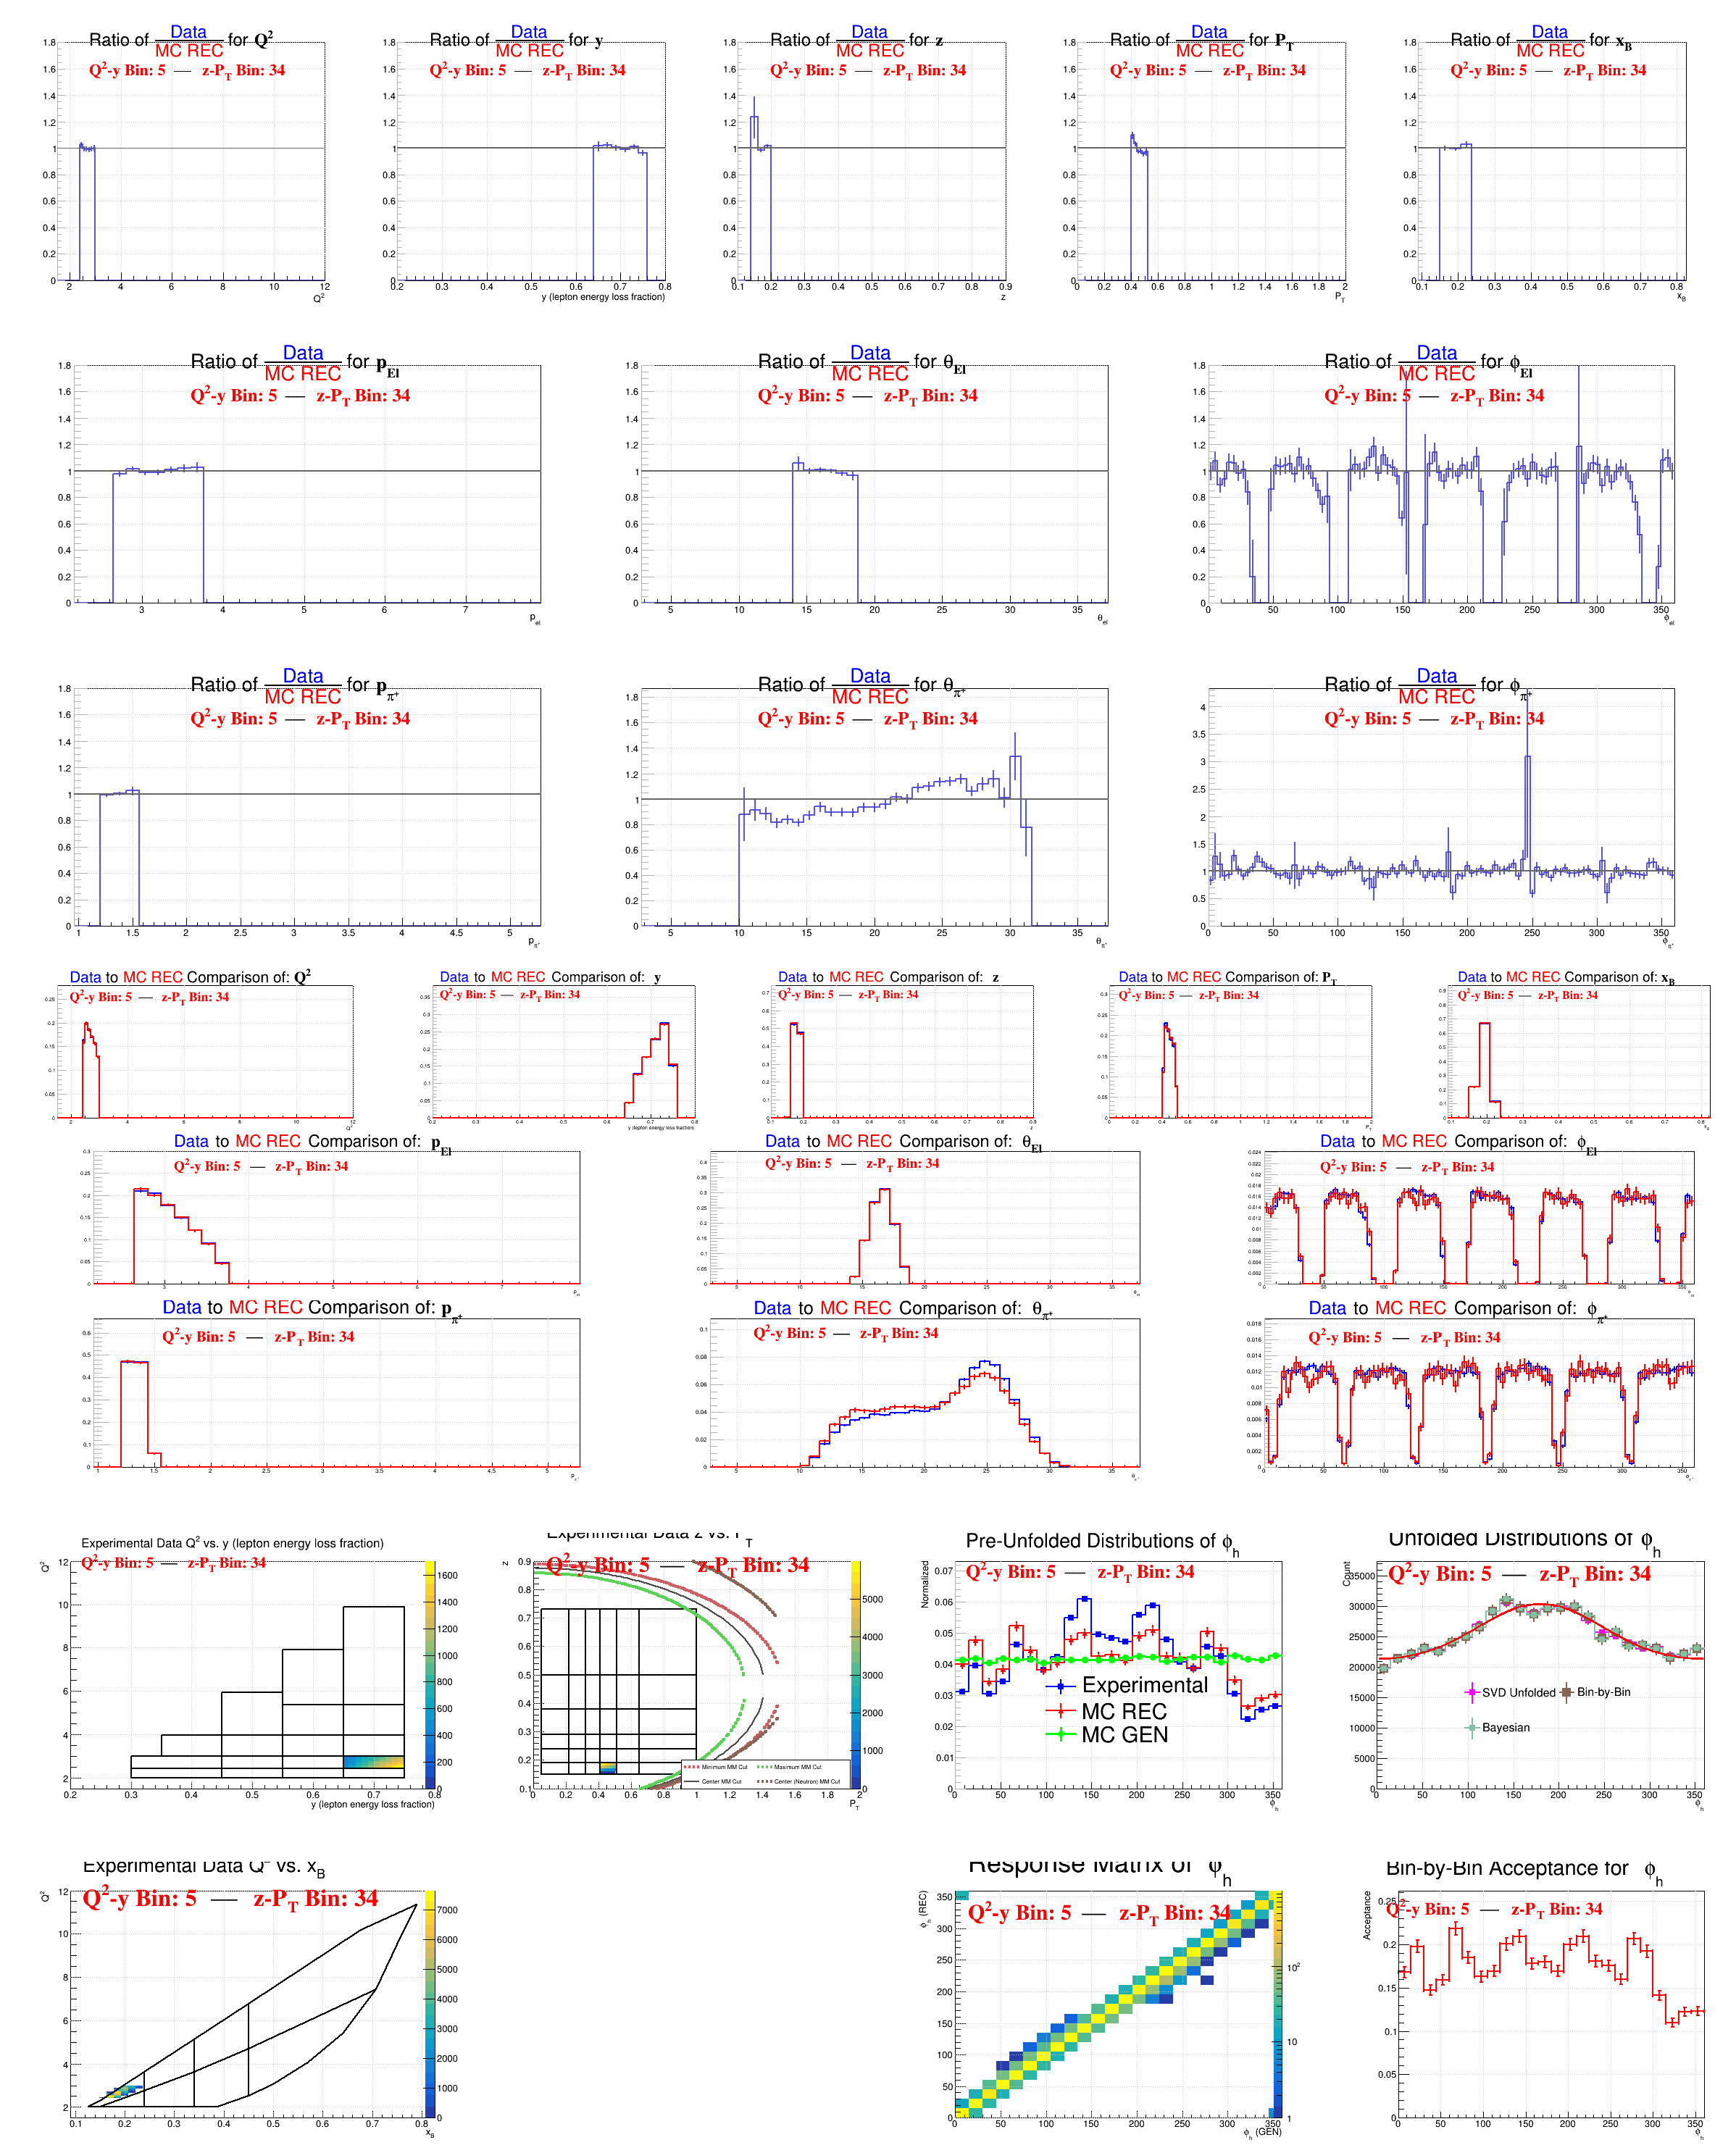 Ratio of Data/MC REC for Q²
Q²-y Bin: 5 — z-P_T Bin: 34
Q²
Ratio of Data/MC REC for y
Q²-y Bin: 5 — z-P_T Bin: 34
y (lepton energy loss fraction)
Ratio of Data/MC REC for z
Q²-y Bin: 5 — z-P_T Bin: 34
z
Ratio of Data/MC REC for P_T
Q²-y Bin: 5 — z-P_T Bin: 34
P_T
Ratio of Data/MC REC for x_B
Q²-y Bin: 5 — z-P_T Bin: 34
x_B
Ratio of Data/MC REC for p_El
Q²-y Bin: 5 — z-P_T Bin: 34
p_el
Ratio of Data/MC REC for θ_El
Q²-y Bin: 5 — z-P_T Bin: 34
θ_el
Ratio of Data/MC REC for ϕ_El
Q²-y Bin: 5 — z-P_T Bin: 34
ϕ_el
Ratio of Data/MC REC for p_π⁺
Q²-y Bin: 5 — z-P_T Bin: 34
p_π⁺
Ratio of Data/MC REC for θ_π⁺
Q²-y Bin: 5 — z-P_T Bin: 34
θ_π⁺
Ratio of Data/MC REC for ϕ_π⁺
Q²-y Bin: 5 — z-P_T Bin: 34
ϕ_π⁺
Data to MC REC Comparison of: Q²
Q²-y Bin: 5 — z-P_T Bin: 34
Data to MC REC Comparison of: y
Q²-y Bin: 5 — z-P_T Bin: 34
y (lepton energy loss fraction)
Data to MC REC Comparison of: z
Q²-y Bin: 5 — z-P_T Bin: 34
Data to MC REC Comparison of: P_T
Q²-y Bin: 5 — z-P_T Bin: 34
Data to MC REC Comparison of: x_B
Q²-y Bin: 5 — z-P_T Bin: 34
Data to MC REC Comparison of: p_El
Q²-y Bin: 5 — z-P_T Bin: 34
Data to MC REC Comparison of: θ_El
Q²-y Bin: 5 — z-P_T Bin: 34
Data to MC REC Comparison of: ϕ_El
Q²-y Bin: 5 — z-P_T Bin: 34
Data to MC REC Comparison of: p_π⁺
Q²-y Bin: 5 — z-P_T Bin: 34
Data to MC REC Comparison of: θ_π⁺
Q²-y Bin: 5 — z-P_T Bin: 34
Data to MC REC Comparison of: ϕ_π⁺
Q²-y Bin: 5 — z-P_T Bin: 34
Experimental Data Q² vs. y (lepton energy loss fraction)
Q²-y Bin: 5 — z-P_T Bin: 34
Q²
y (lepton energy loss fraction)
Experimental Data z vs. P_T
Q²-y Bin: 5 — z-P_T Bin: 34
z
Minimum MM Cut
Maximum MM Cut
Center MM Cut
Center (Neutron) MM Cut
P_T
Pre-Unfolded Distributions of ϕ_h
Q²-y Bin: 5 — z-P_T Bin: 34
Normalized
Experimental
MC REC
MC GEN
ϕ_h
Unfolded Distributions of ϕ_h
Q²-y Bin: 5 — z-P_T Bin: 34
Count
SVD Unfolded
Bin-by-Bin
Bayesian
ϕ_h
Experimental Data Q² vs. x_B
Q²-y Bin: 5 — z-P_T Bin: 34
Q²
x_B
Response Matrix of ϕ_h
Q²-y Bin: 5 — z-P_T Bin: 34
ϕ_h (REC)
ϕ_h (GEN)
Bin-by-Bin Acceptance for ϕ_h
Q²-y Bin: 5 — z-P_T Bin: 34
Acceptance
ϕ_h